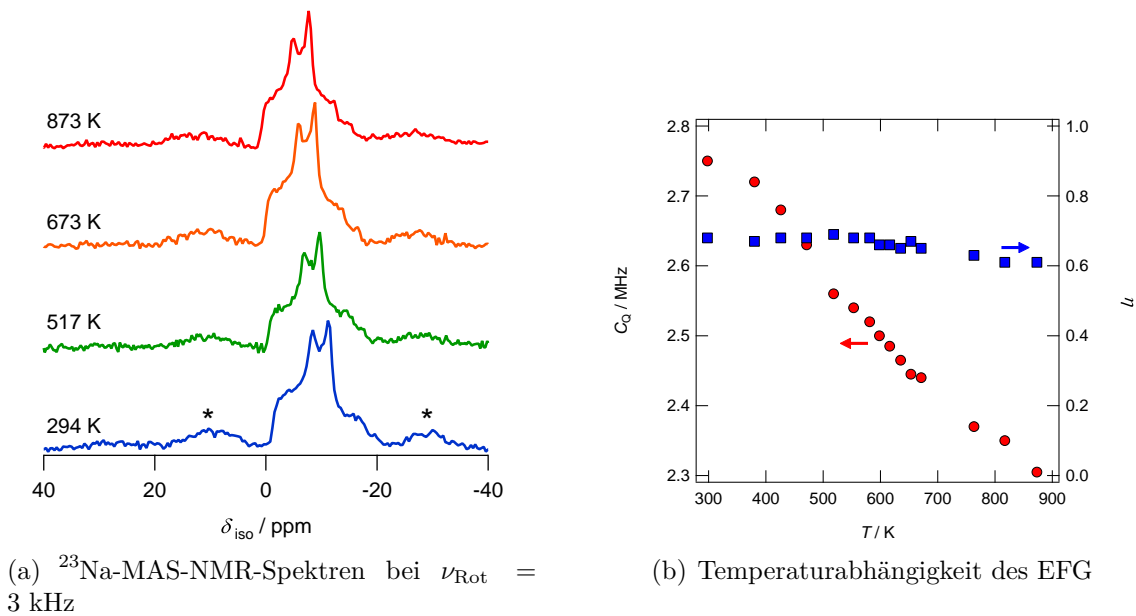 873 K
673 K
517 K
294 K
*
*
40
20
0
-20
-40
δiso / ppm
(a) ²³Na-MAS-NMR-Spektren bei νRot =
3 kHz
2.8
2.7
2.6
2.5
2.4
2.3
CQ / MHz
1.0
0.8
0.6
0.4
0.2
0.0
η
300
400
500
600
700
800
900
T / K
(b) Temperaturabhängigkeit des EFG